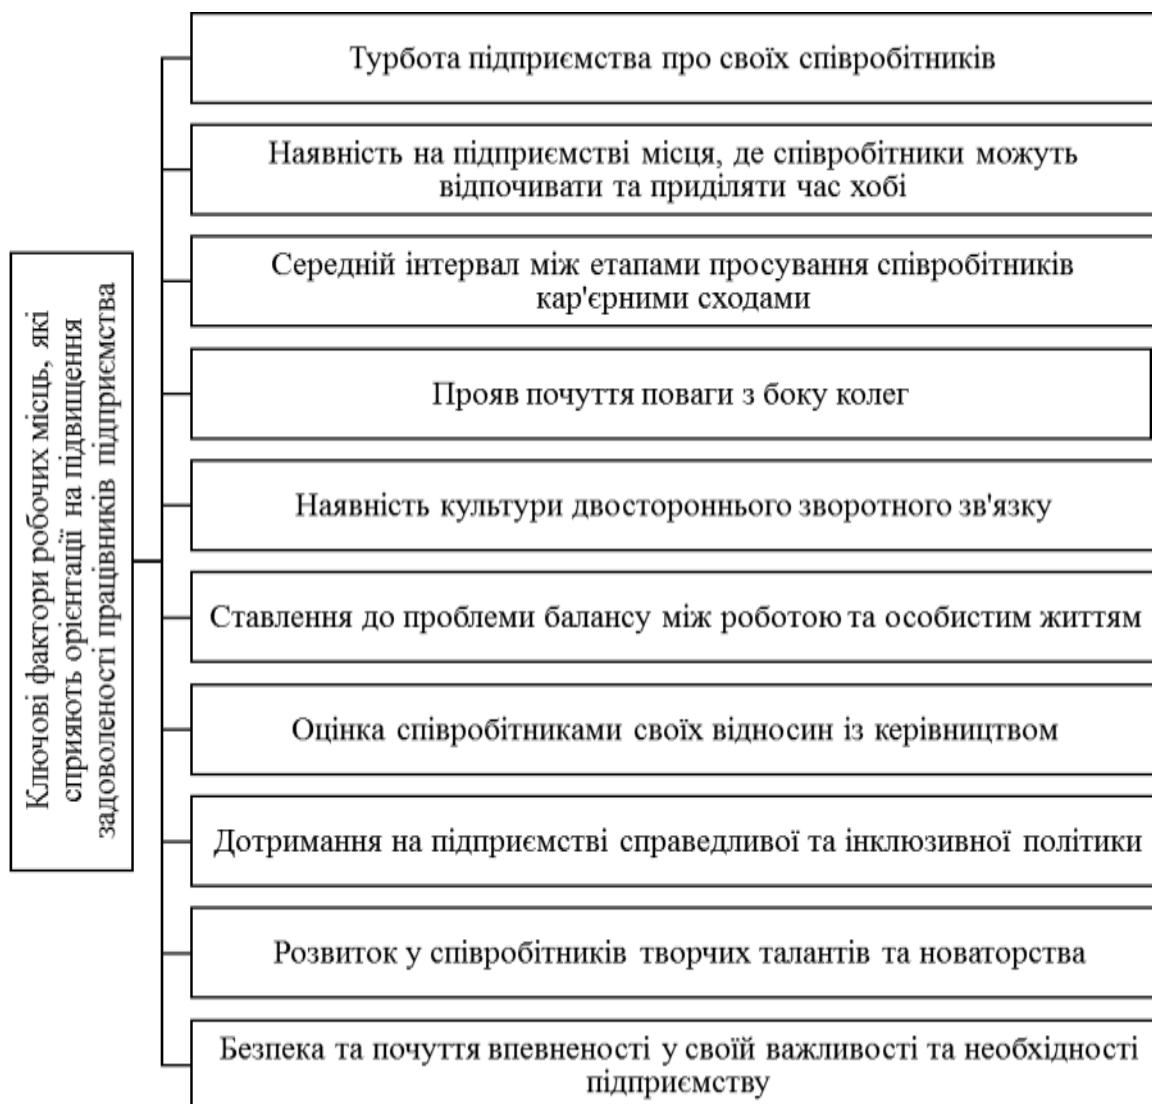 Ключові фактори робочих місць, які
сприяють орієнтації на підвищення
задоволеності працівників підприємства
Турбота підприємства про своїх співробітників
Наявність на підприємстві місця, де співробітники можуть
відпочивати та приділяти час хобі
Середній інтервал між етапами просування співробітників
кар'єрними сходами
Прояв почуття поваги з боку колег
Наявність культури двостороннього зворотного зв'язку
Ставлення до проблеми балансу між роботою та особистим життям
Оцінка співробітниками своїх відносин із керівництвом
Дотримання на підприємстві справедливої та інклюзивної політики
Розвиток у співробітників творчих талантів та новаторства
Безпека та почуття впевненості у своїй важливості та необхідності
підприємству